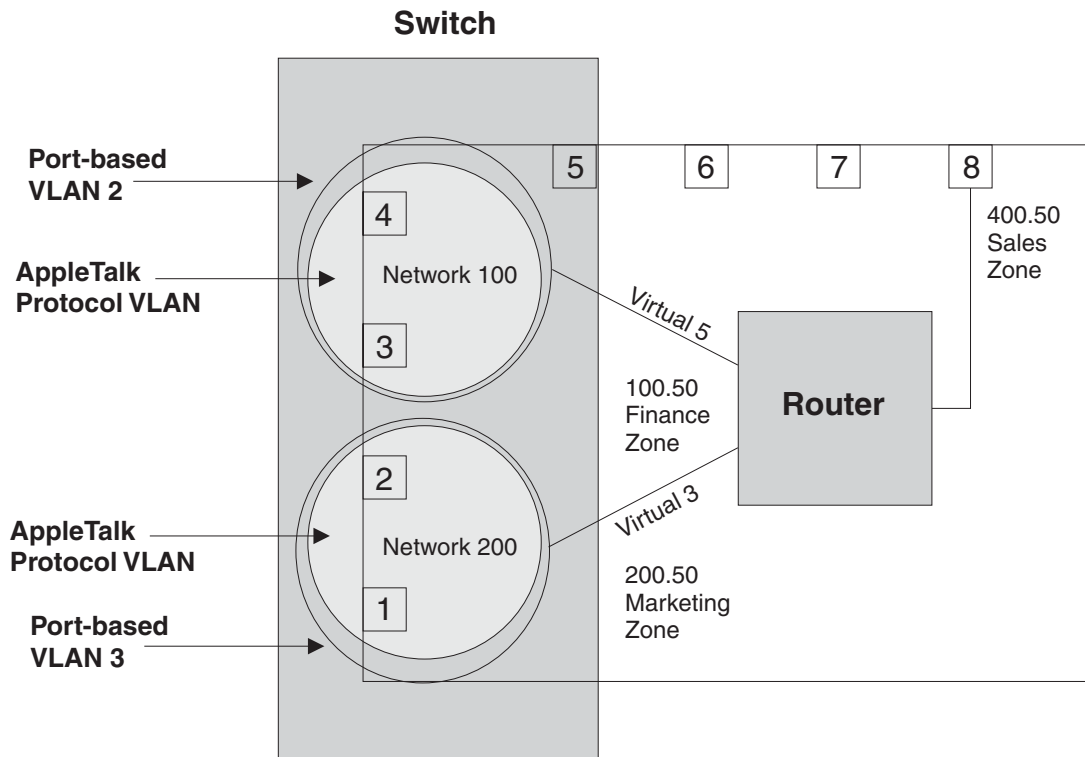 Switch
Port-based
VLAN 2
5
6
7
8
4
400.50
Sales
Zone
AppleTalk
Protocol VLAN
Network 100
Virtual 5
3
100.50
Finance
Zone
Router
2
Virtual 3
AppleTalk
Protocol VLAN
Network 200
200.50
Marketing
Zone
1
Port-based
VLAN 3